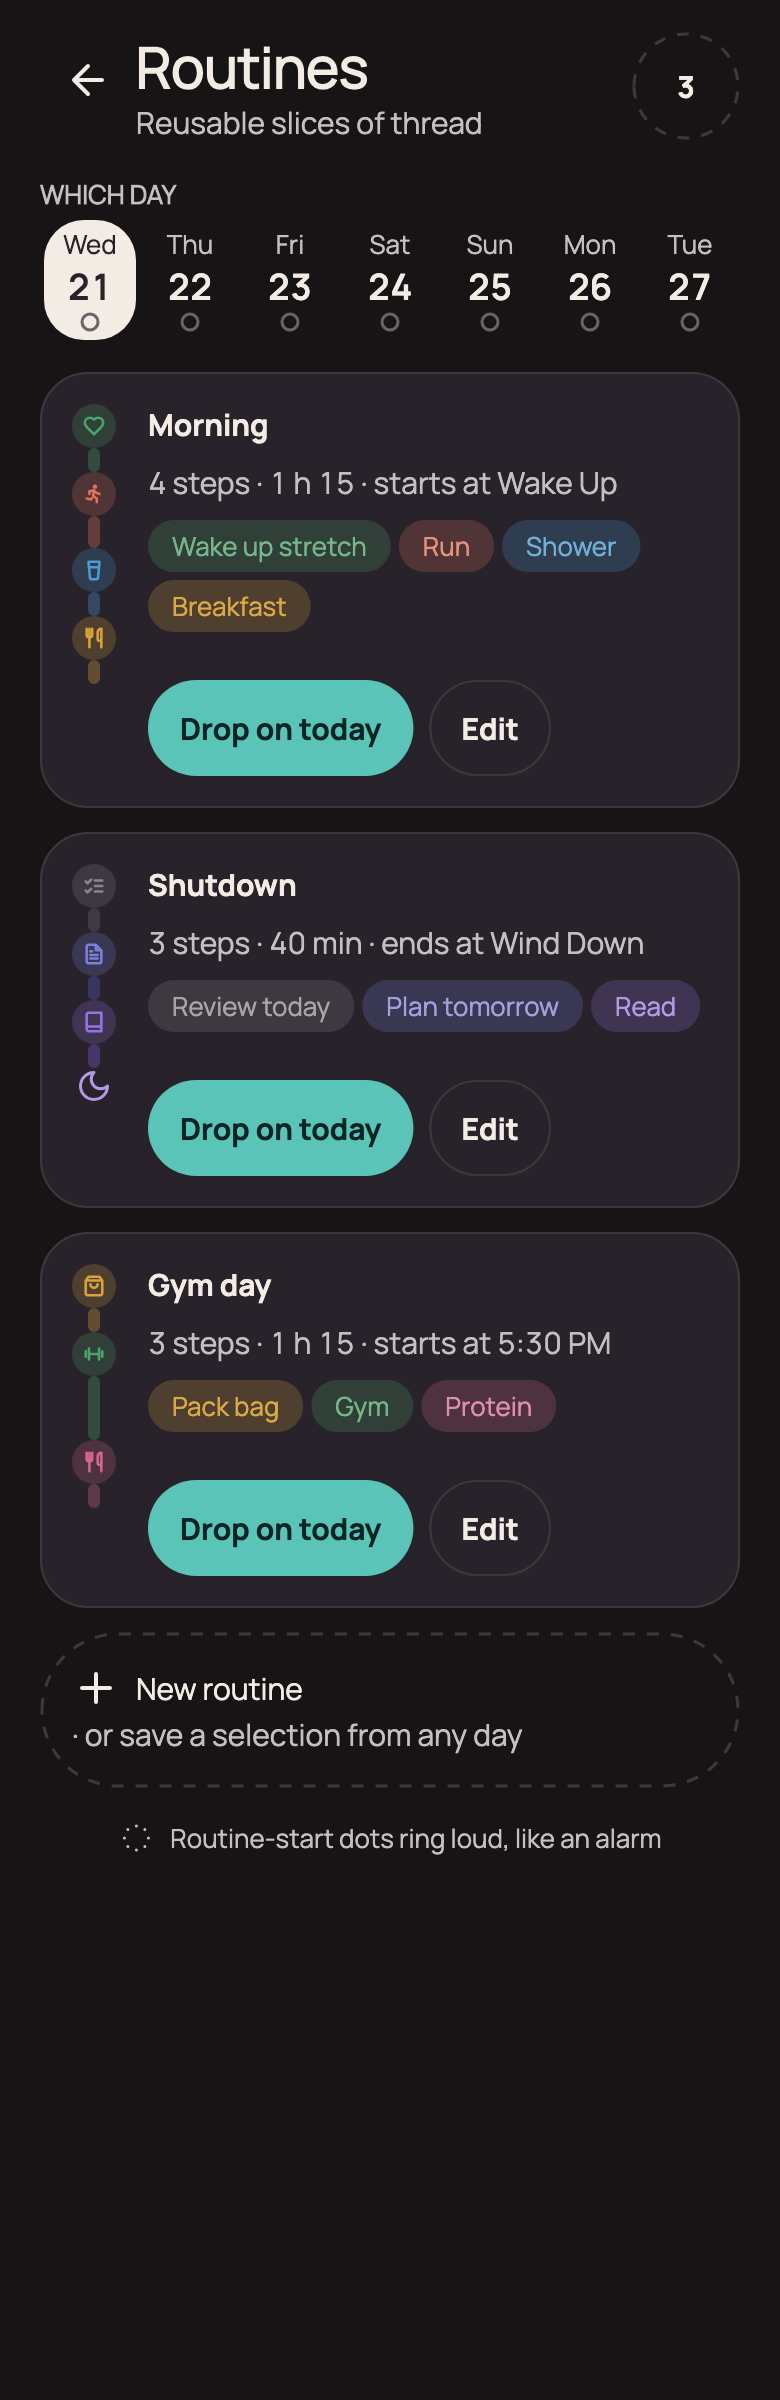 Routines
Reusable slices of thread
3
WHICH DAY
Wed Thu Fri Sat Sun Mon Tue
21 22 23 24 25 26 27
Morning
4 steps · 1 h 15 · starts at Wake Up
Wake up stretch Run Shower
Breakfast
Drop on today Edit
Shutdown
3 steps · 40 min · ends at Wind Down
Review today Plan tomorrow Read
Drop on today Edit
Gym day
3 steps · 1 h 15 · starts at 5:30 PM
Pack bag Gym Protein
Drop on today Edit
New routine
· or save a selection from any day
Routine-start dots ring loud, like an alarm